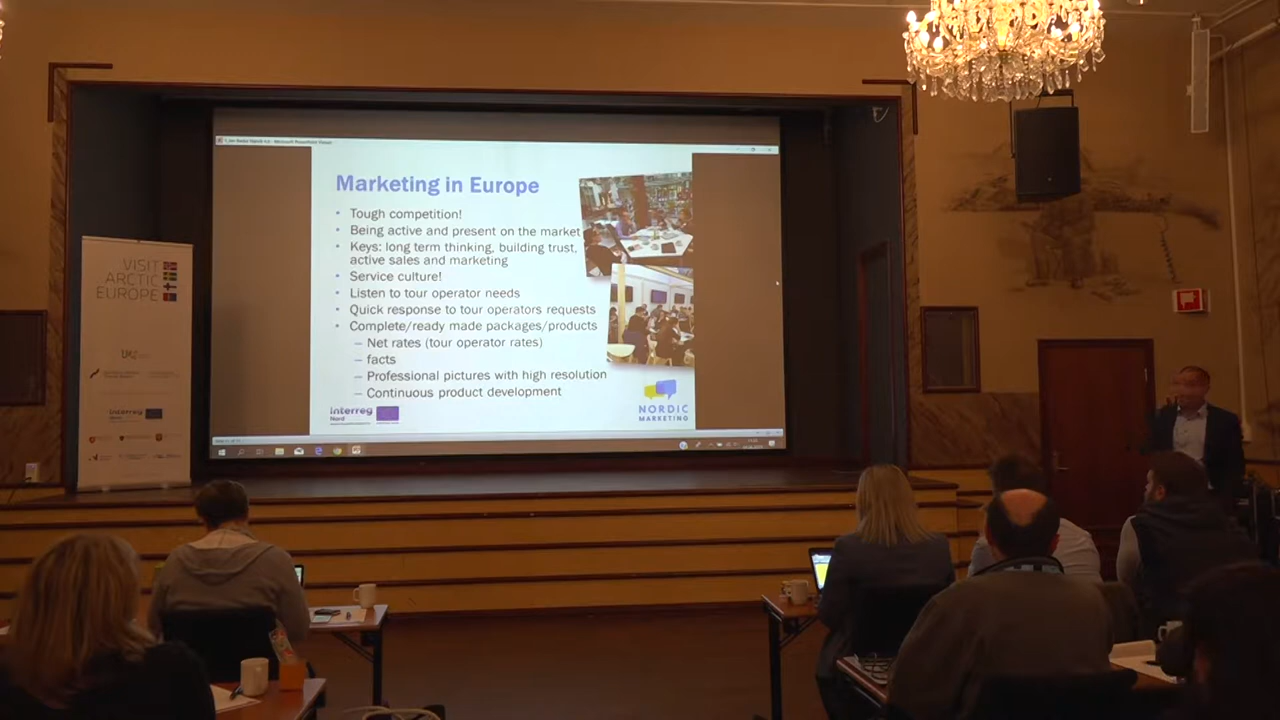 Marketing in Europe
Tough competition!
Being active and present on the market
Keys: long term thinking, building trust,
active sales and marketing
Service culture!
Listen to tour operator needs
Quick response to tour operators requests
Complete/ready made packages/products
– Net rates (tour operator rates)
– facts
– Professional pictures with high resolution
– Continuous product development
Interreg
Nord
NORDIC
MARKETING
VISIT
ARCTIC
EUROPE
Interreg